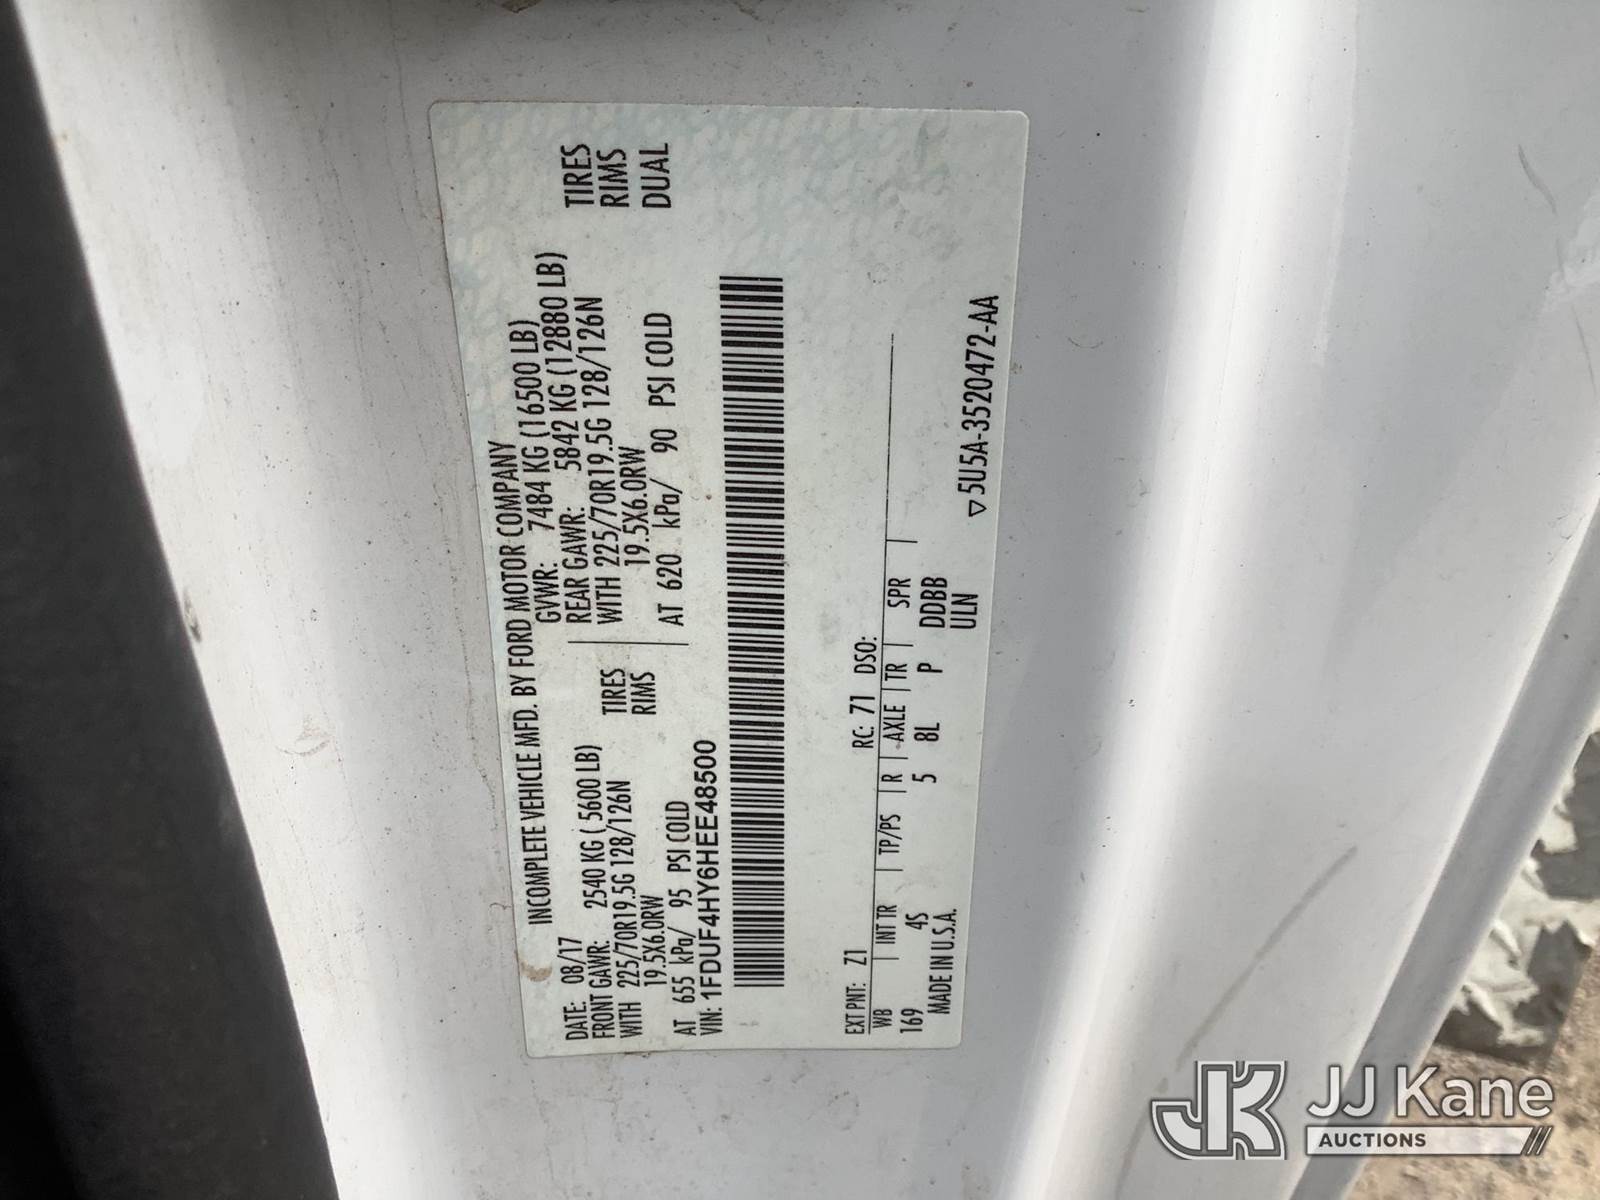 INCOMPLETE VEHICLE MFD. BY FORD MOTOR COMPANY
DATE: 08/17 GVWR: 7484 KG (16500 LB)
FRONT GAWR: 2540 KG ( 5600 LB) REAR GAWR: 5842 KG (12880 LB)
WITH 225/70R19.5G 128/126N TIRES WITH 225/70R19.5G 128/126N TIRES
19.5X6.0RW RIMS 19.5X6.0RW RIMS
AT 655 kPa/ 95 PSI COLD AT 620 kPa/ 90 PSI COLD DUAL
VIN: 1FDUF4HY6HEE48500
EXT PNT: Z1 RC: 71 DSO:
WB INT TR TP/PS R AXLE TR SPR
169 4S 5 8L P DDBB
MADE IN U.S.A. ULN
▽5U5A-3520472-AA
JK JJ Kane
AUCTIONS